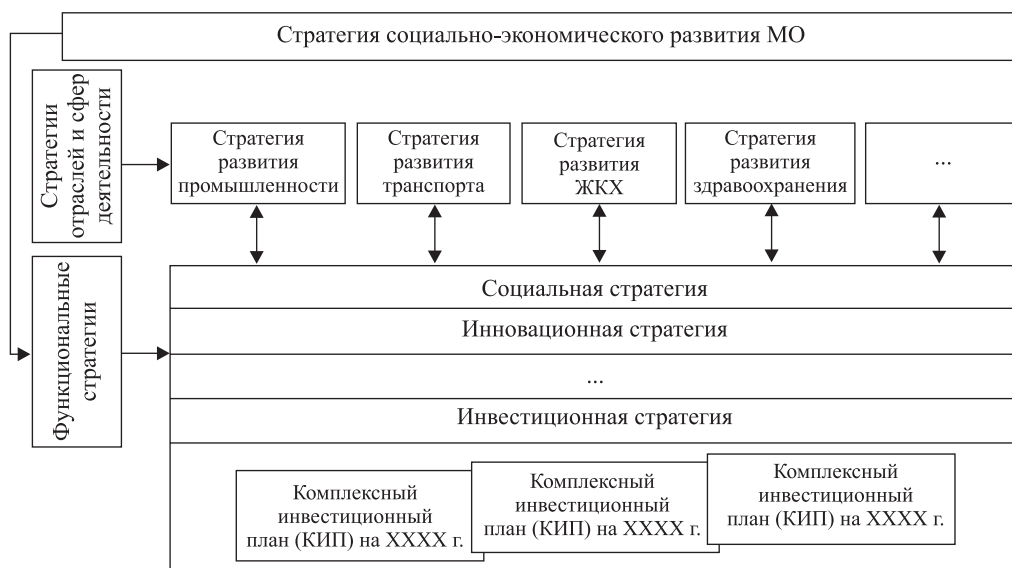 Стратегия социально-экономического развития МО
Стратегии
отраслей и сфер
деятельности
Стратегия
развития
промышленности
Стратегия
развития
транспорта
Стратегия
развития
ЖКХ
Стратегия
развития
здравоохранения
...
Функциональные
стратегии
Социальная стратегия
Инновационная стратегия
...
Инвестиционная стратегия
Комплексный
инвестиционный
план (КИП) на XXXX г.
Комплексный
инвестиционный
план (КИП) на XXXX г.
Комплексный
инвестиционный
план (КИП) на XXXX г.